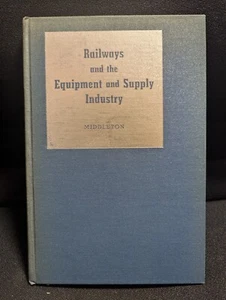 Railways
and the
Equipment and Supply
Industry
MIDDLETON